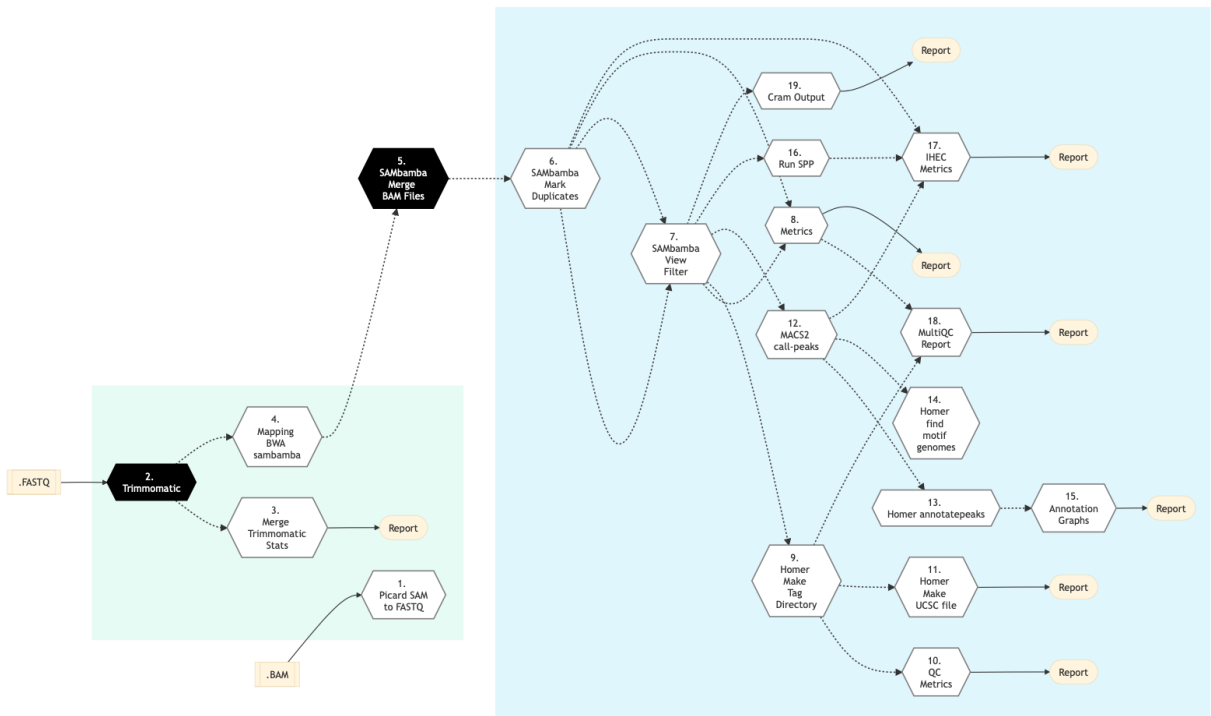 .FASTQ
2.
Trimmomatic
4.
Mapping
BWA
sambamba
3.
Merge
Trimmomatic
Stats
Report
.BAM
1.
Picard SAM
to FASTQ
5.
SAMbamba
Merge
BAM Files
6.
SAMbamba
Mark
Duplicates
7.
SAMbamba
View
Filter
19.
Cram Output
Report
16.
Run SPP
17.
IHEC
Metrics
Report
8.
Metrics
Report
12.
MACS2
call-peaks
18.
MultiQC
Report
Report
14.
Homer
find
motif
genomes
13.
Homer annotatepeaks
15.
Annotation
Graphs
Report
9.
Homer
Make
Tag
Directory
11.
Homer
Make
UCSC file
Report
10.
QC
Metrics
Report